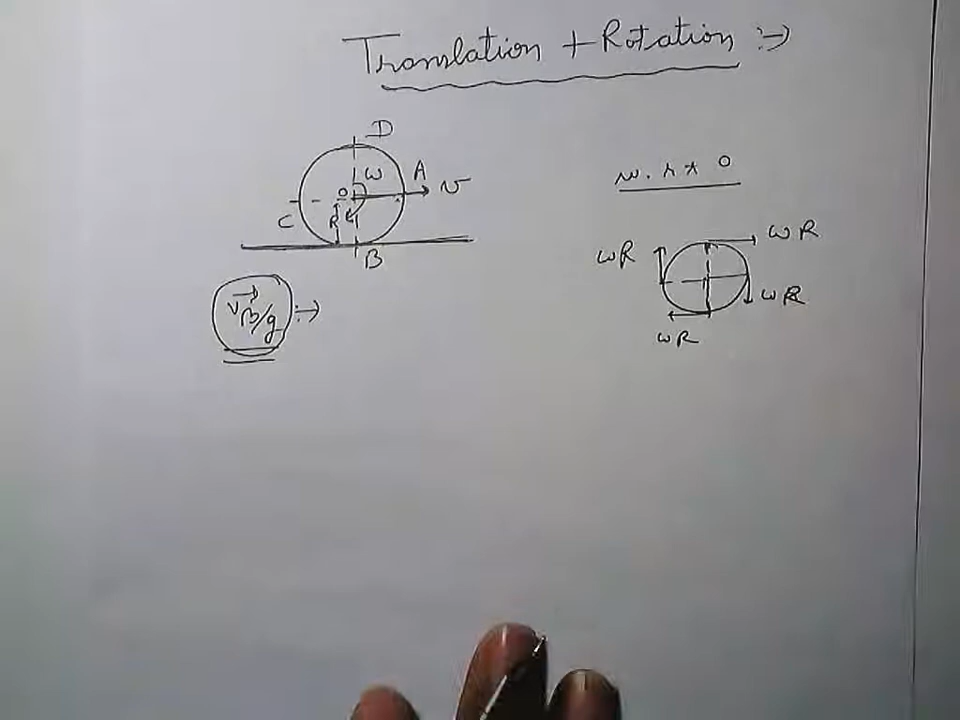 Translation + Rotation :→
D
ω
A
v
O
C
R
B
w.r.t O
ωR
ωR
ωR
ωR
V B/g :→